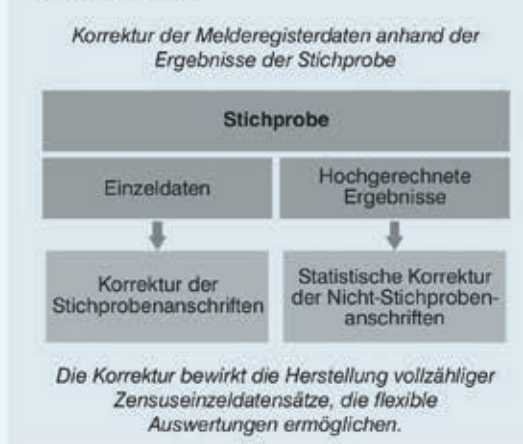 Korrektur der Melderegisterdaten anhand der
Ergebnisse der Stichprobe
Stichprobe
Einzeldaten
Hochgerechnete
Ergebnisse
Korrektur der
Stichprobenanschriften
Statistische Korrektur
der Nicht-Stichproben-
anschriften
Die Korrektur bewirkt die Herstellung vollzähliger
Zensuseinzeldatensätze, die flexible
Auswertungen ermöglichen.